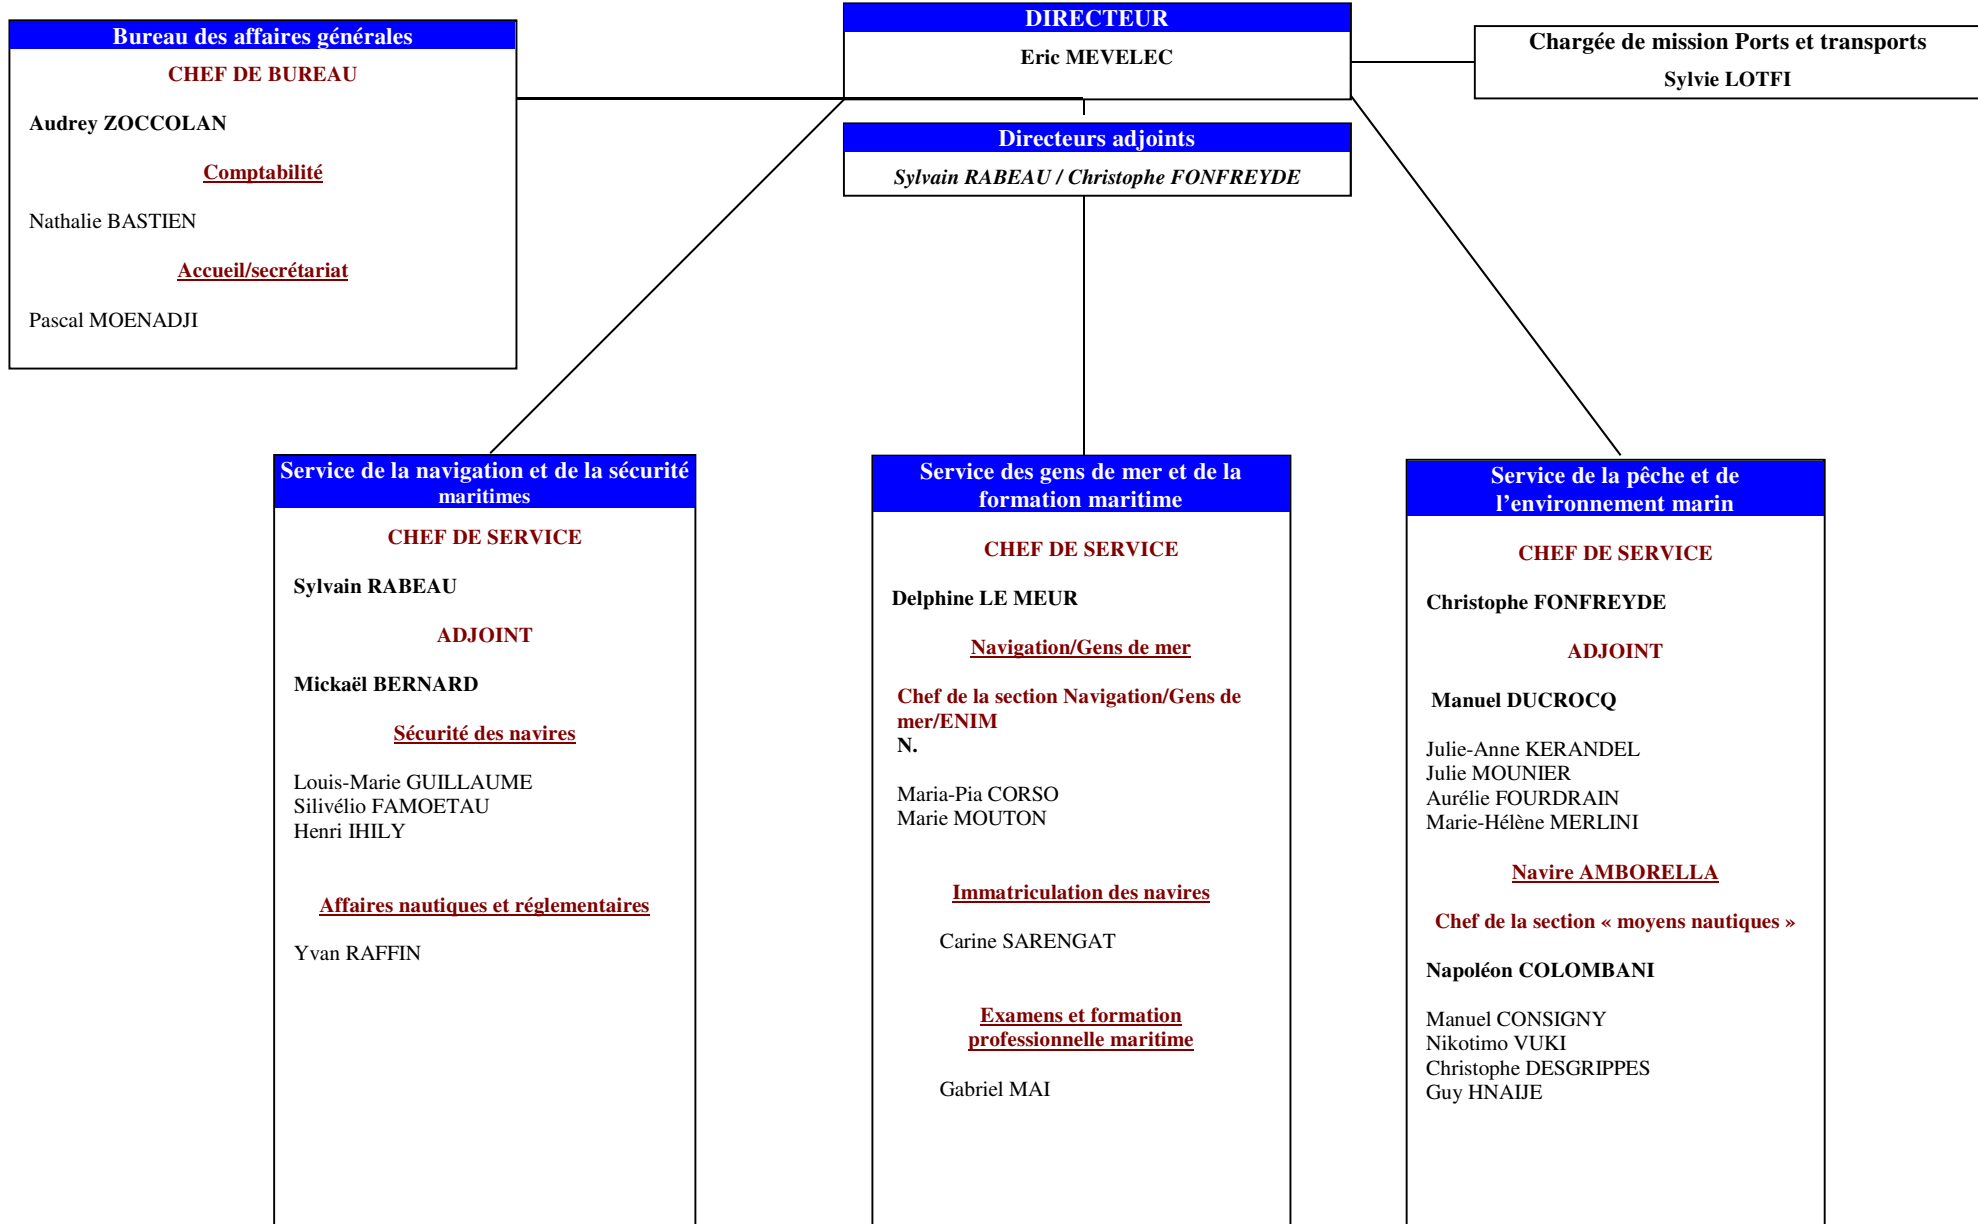 Bureau des affaires générales
CHEF DE BUREAU
Audrey ZOCCOLAN
Comptabilité
Nathalie BASTIEN
Accueil/secrétariat
Pascal MOENADJI
DIRECTEUR
Eric MEVELEC
Chargée de mission Ports et transports
Sylvie LOTFI
Directeurs adjoints
Sylvain RABEAU / Christophe FONFREYDE
Service de la navigation et de la sécurité
maritimes
CHEF DE SERVICE
Sylvain RABEAU
ADJOINT
Mickaël BERNARD
Sécurité des navires
Louis-Marie GUILLAUME
Silivélio FAMOETAU
Henri IHILY
Affaires nautiques et réglementaires
Yvan RAFFIN
Service des gens de mer et de la
formation maritime
CHEF DE SERVICE
Delphine LE MEUR
Navigation/Gens de mer
Chef de la section Navigation/Gens de
mer/ENIM
N.
Maria-Pia CORSO
Marie MOUTON
Immatriculation des navires
Carine SARENGAT
Examens et formation
professionnelle maritime
Gabriel MAI
Service de la pêche et de
l’environnement marin
CHEF DE SERVICE
Christophe FONFREYDE
ADJOINT
Manuel DUCROCQ
Julie-Anne KERANDEL
Julie MOUNIER
Aurélie FOURDRAIN
Marie-Hélène MERLINI
Navire AMBORELLA
Chef de la section « moyens nautiques »
Napoléon COLOMBANI
Manuel CONSIGNY
Nikotimo VUKI
Christophe DESGRIPPES
Guy HNAIJE